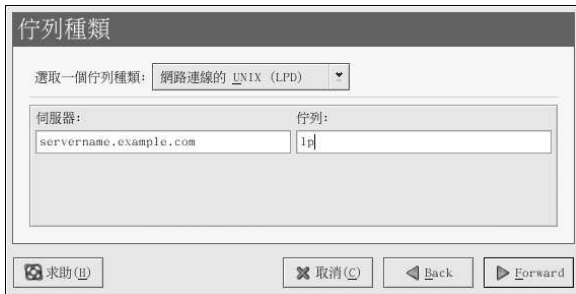 佇列種類
選取一個佇列種類: 網路連線的 UNIX (LPD)
伺服器: 佇列:
servername.example.com lp
求助(H) 取消(C) Back Forward